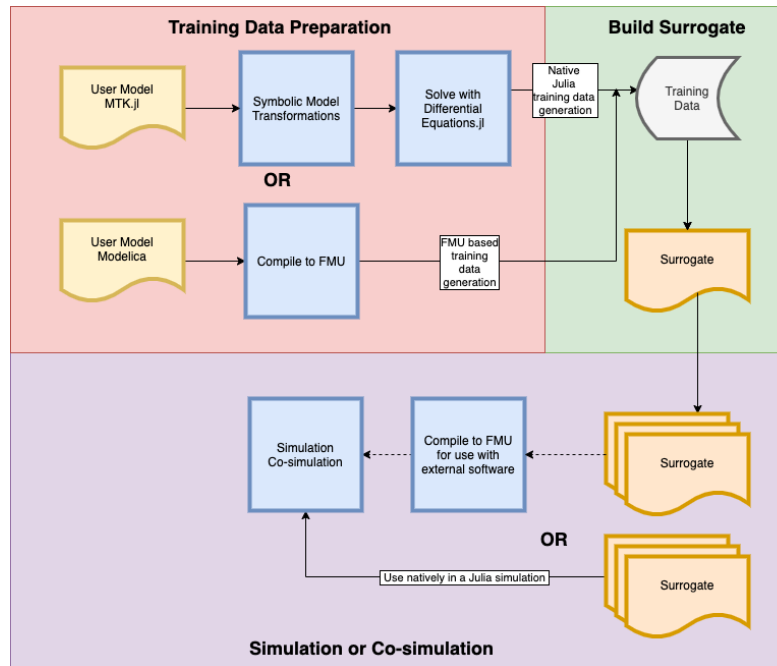 Training Data Preparation
Build Surrogate
User Model
MTK.jl
Symbolic Model
Transformations
Solve with
Differential
Equations.jl
Native
Julia
training data
generation
Training
Data
OR
User Model
Modelica
Compile to FMU
FMU based
training
data
generation
Surrogate
Simulation
Co-simulation
Compile to FMU
for use with
external software
Surrogate
OR
Use natively in a Julia simulation
Surrogate
Simulation or Co-simulation